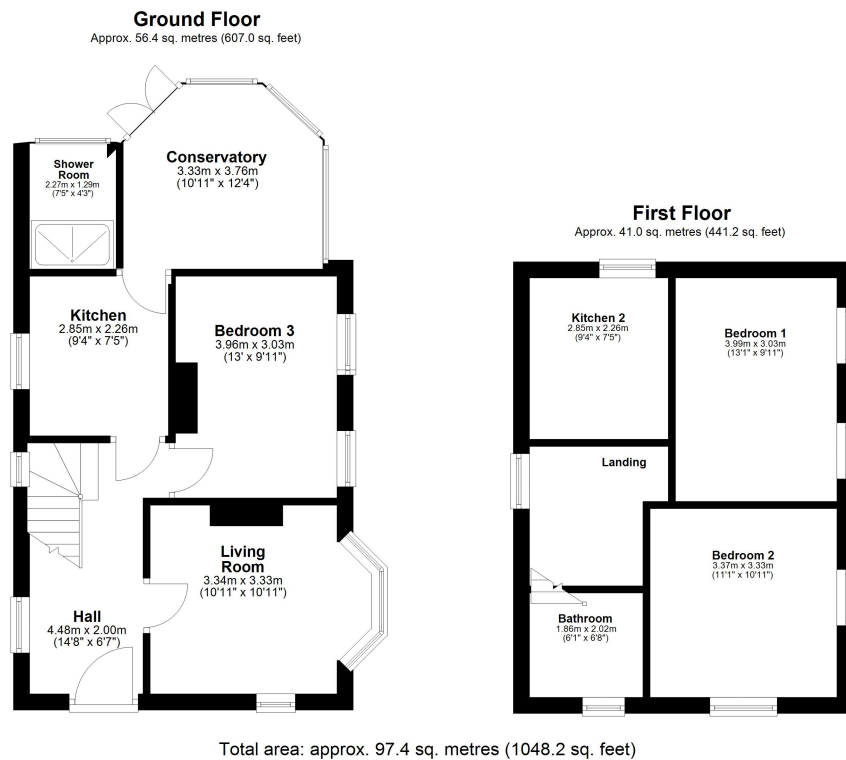 Ground Floor
Approx. 56.4 sq. metres (607.0 sq. feet)
Shower
Room
2.27m x 1.29m
(7'5" x 4'3")
Conservatory
3.33m x 3.76m
(10'11" x 12'4")
Kitchen
2.85m x 2.26m
(9'4" x 7'5")
Bedroom 3
3.96m x 3.03m
(13' x 9'11")
Living
Room
3.34m x 3.33m
(10'11" x 10'11")
Hall
4.48m x 2.00m
(14'8" x 6'7")
First Floor
Approx. 41.0 sq. metres (441.2 sq. feet)
Kitchen 2
2.85m x 2.26m
(9'4" x 7'5")
Bedroom 1
3.99m x 3.03m
(13'1" x 9'11")
Landing
Bedroom 2
3.37m x 3.33m
(11'1" x 10'11")
Bathroom
1.86m x 2.02m
(6'1" x 6'8")
Total area: approx. 97.4 sq. metres (1048.2 sq. feet)